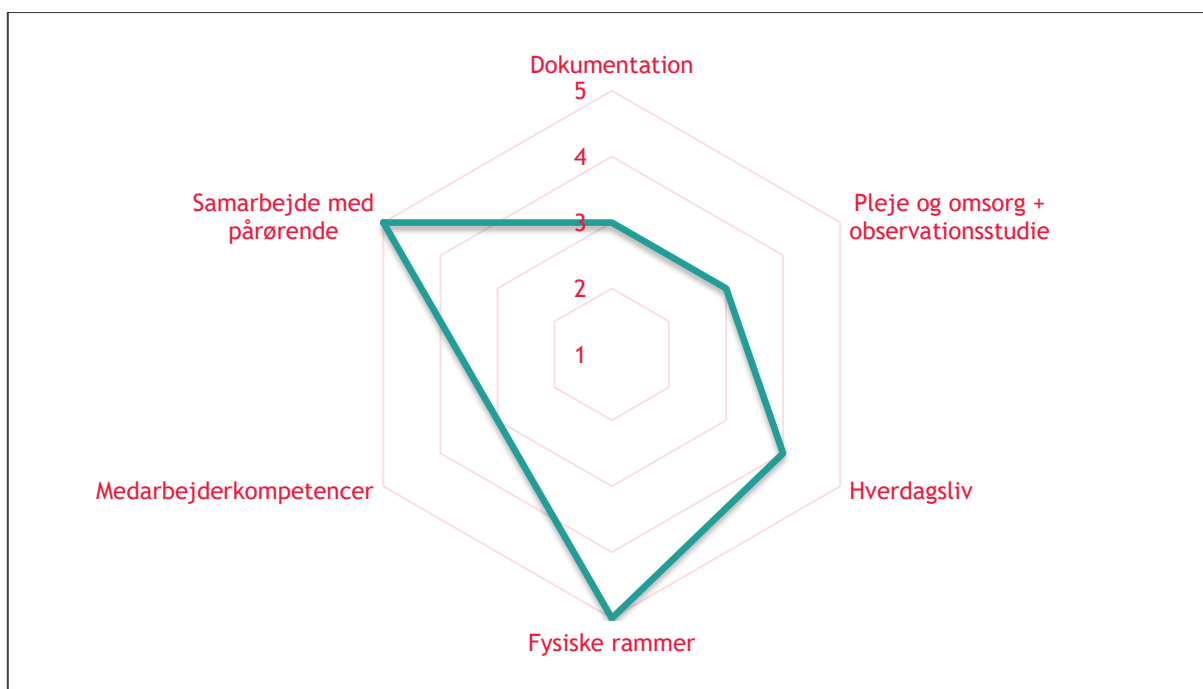 Dokumentation
5
4
3
2
1
Pleje og omsorg +
observationsstudie
Hverdagsliv
Fysiske rammer
Medarbejderkompetencer
Samarbejde med
pårørende